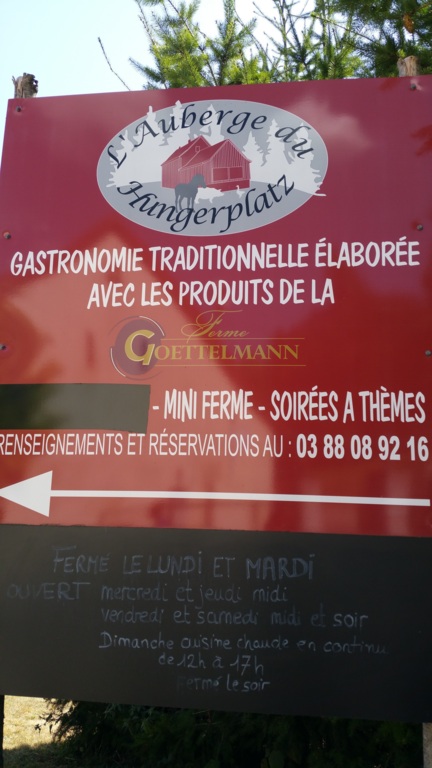 L'Auberge du
Hungerplatz
GASTRONOMIE TRADITIONNELLE ÉLABORÉE
AVEC LES PRODUITS DE LA
Ferme
GOETTELMANN
- MINI FERME - SOIRÉES A THÈMES
RENSEIGNEMENTS ET RÉSERVATIONS AU : 03 88 08 92 16
FERMÉ LE LUNDI ET MARDI
OUVERT mercredi et jeudi midi
vendredi et samedi midi et soir
Dimanche cuisine chaude en continu
de 12h à 17h
Fermé le soir